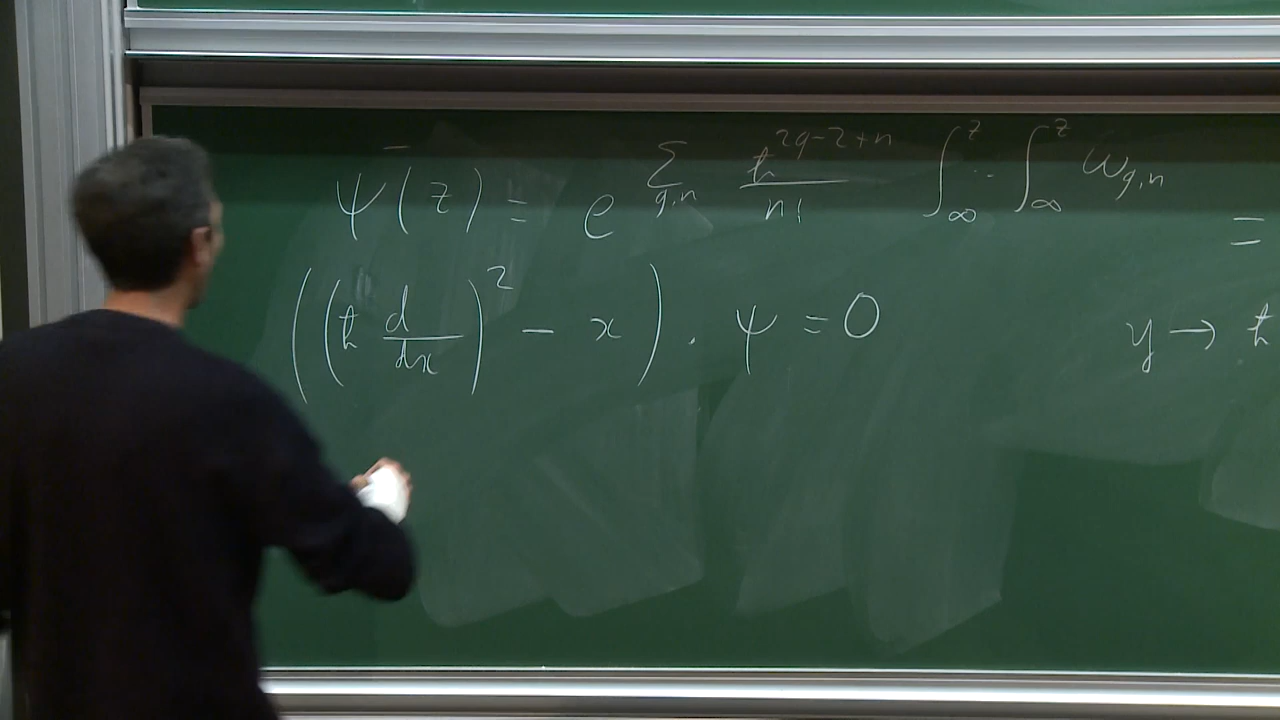 ψ(z) = e^{Σ_{g,n} ħ^{2g-2+n}/n! ∫_∞^z ·· ∫_∞^z ω_{g,n}} =
((ħ d/dx)^2 - x) . ψ = 0 y → ħ